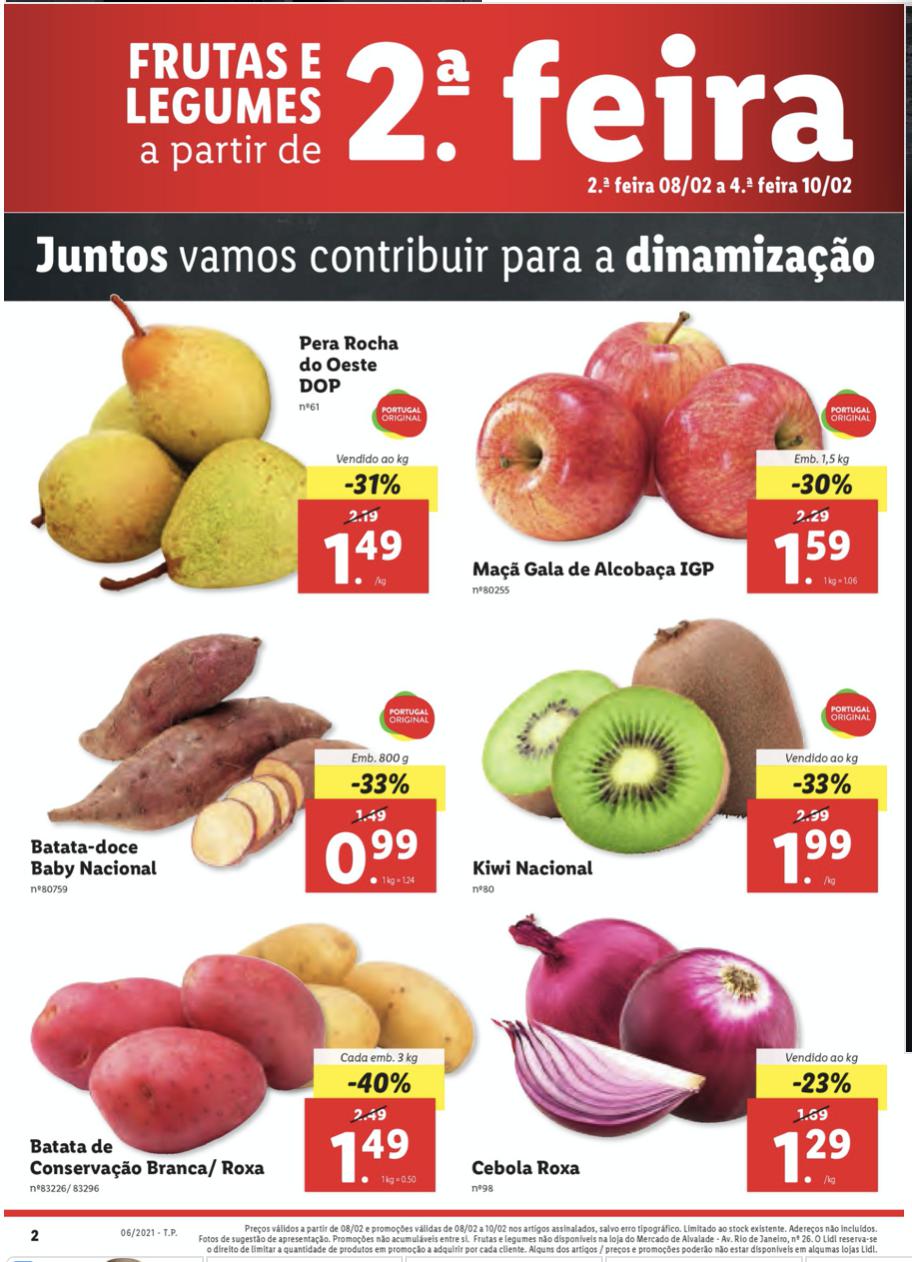 FRUTAS E
LEGUMES
a partir de
2.ª feira
2.ª feira 08/02 a 4.ª feira 10/02
Juntos vamos contribuir para a dinamização
Pera Rocha
do Oeste
DOP
nº61
PORTUGAL
ORIGINAL
Vendido ao kg
-31%
2.19
1.49
/kg
PORTUGAL
ORIGINAL
Emb. 1,5 kg
-30%
2.29
1.59
1 kg = 1.06
Maçã Gala de Alcobaça IGP
nº80255
PORTUGAL
ORIGINAL
Emb. 800 g
-33%
1.49
0.99
1 kg = 1.24
Batata-doce
Baby Nacional
nº80759
PORTUGAL
ORIGINAL
Vendido ao kg
-33%
2.99
1.99
/kg
Kiwi Nacional
nº80
Cada emb. 3 kg
-40%
2.49
1.49
1 kg = 0.50
Batata de
Conservação Branca/ Roxa
nº83226/ 83296
Vendido ao kg
-23%
1.69
1.29
/kg
Cebola Roxa
nº98
2
06/2021 - T.P.
Preços válidos a partir de 08/02 e promoções válidas de 08/02 a 10/02 nos artigos assinalados, salvo erro tipográfico. Limitado ao stock existente. Adereços não incluídos.
Fotos de sugestão de apresentação. Promoções não acumuláveis entre si. Frutas e legumes não disponíveis na loja do Mercado de Alvalade - Av. Rio de Janeiro, nº 26. O Lidl reserva-se
o direito de limitar a quantidade de produtos em promoção a adquirir por cada cliente. Alguns dos artigos / preços e promoções poderão não estar disponíveis em algumas lojas Lidl.